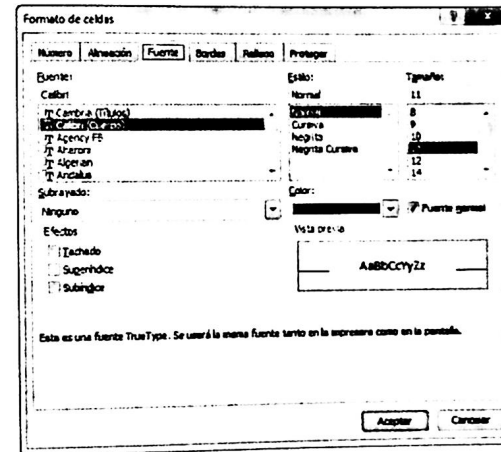 Formato de celdas
Número Alineación Fuente Bordes Relleno Proteger
Fuente: Estilo: Tamaño:
Calibri Normal 11
Cambria (Títulos) 8
Calibri (Cuerpo) Cursiva 9
Agency FB Negrita 10
Aharoni Negrita Cursiva
Algerian 12
Andalus 14
Subrayado: Color:
Ninguno Fuente normal
Efectos Vista previa
Tachado
Superíndice AaBbCcYyZz
Subíndice
Esta es una fuente TrueType. Se usará la misma fuente tanto en la impresora como en la pantalla.
Aceptar Cancelar